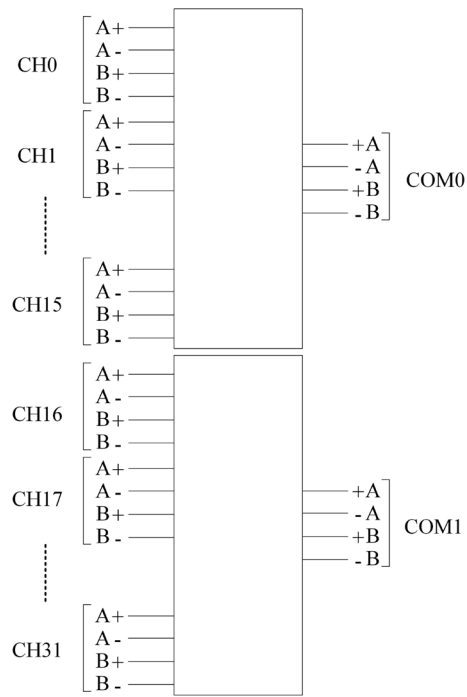 CH0
A+
A -
B+
B -
CH1
A+
A -
B+
B -
CH15
A+
A -
B+
B -
+A
-A
+B
-B
COM0
CH16
A+
A -
B+
B -
CH17
A+
A -
B+
B -
CH31
A+
A -
B+
B -
+A
-A
+B
-B
COM1